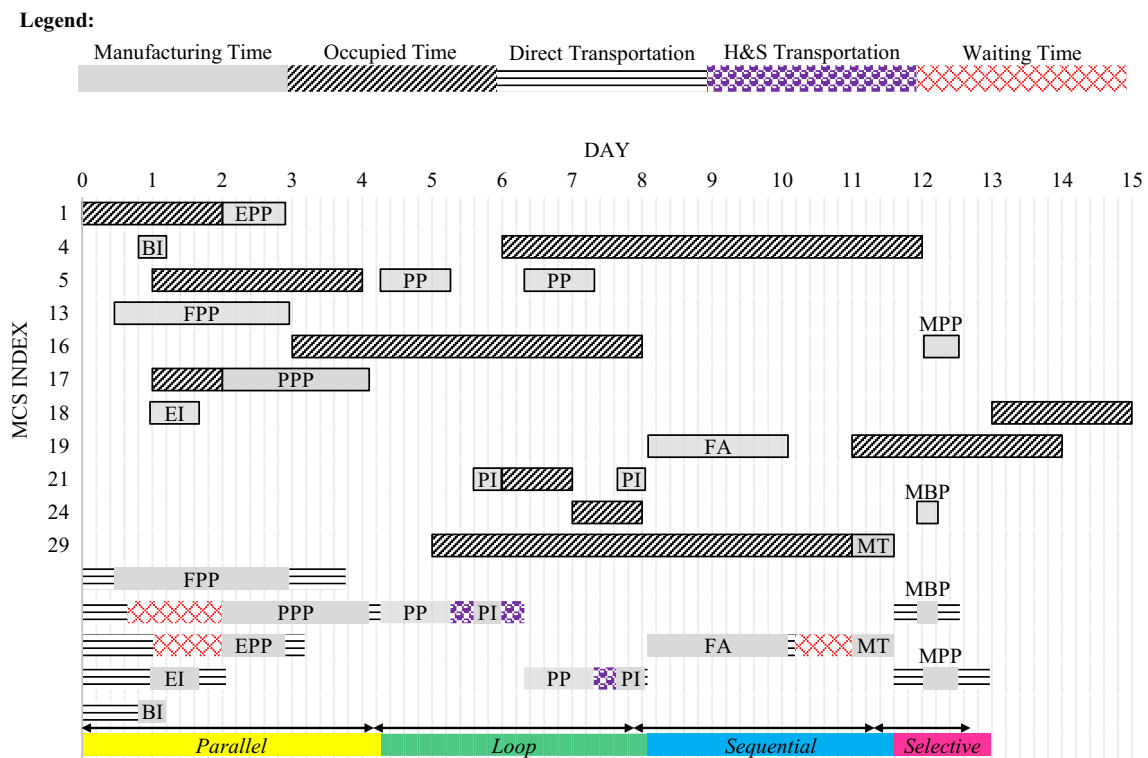 Legend:
Manufacturing Time Occupied Time Direct Transportation H&S Transportation Waiting Time
DAY
0 1 2 3 4 5 6 7 8 9 10 11 12 13 14 15
MCS INDEX
1 EPP
4 BI
5 PP PP
13 FPP
MPP
16
17 PPP
18 EI
19 FA
21 PI PI
MBP
24
29 MT
FPP
MBP
PPP PP PI
EPP FA MT
MPP
EI PP PI
BI
Parallel Loop Sequential Selective